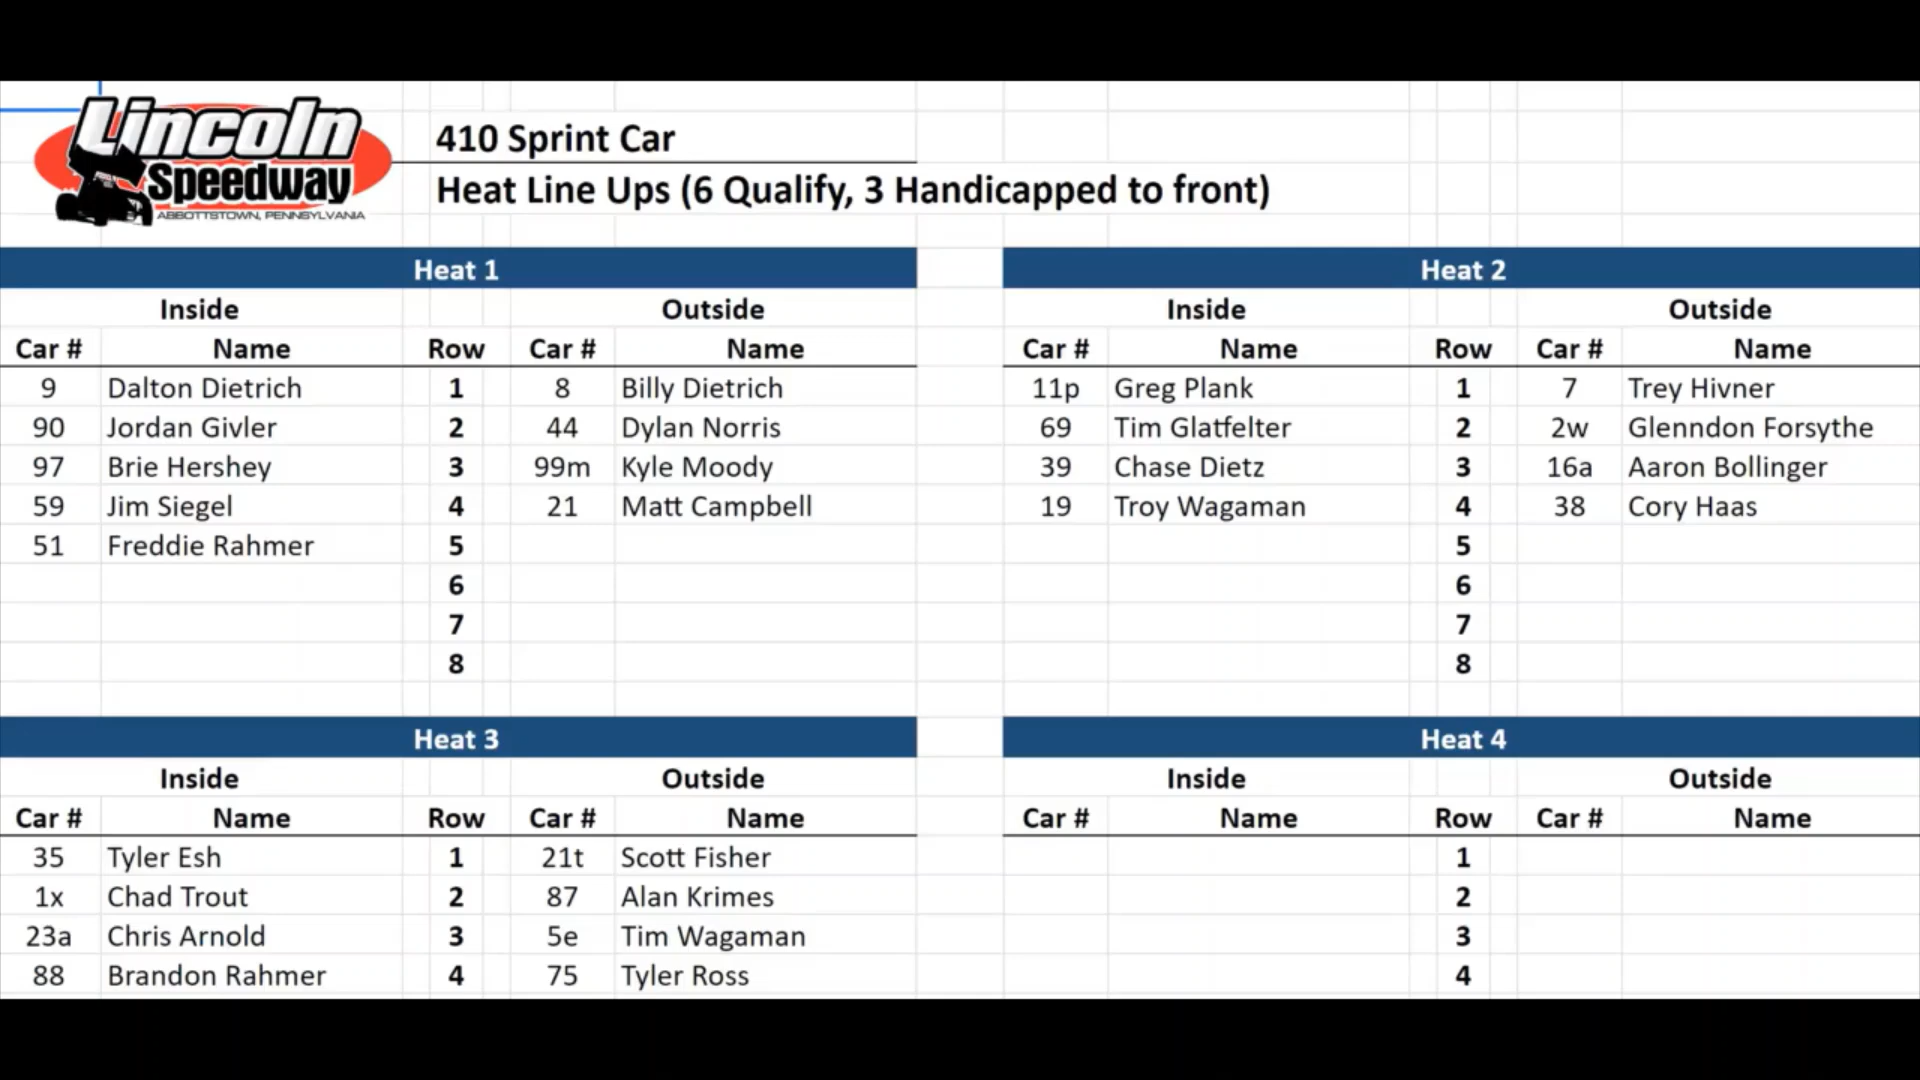 Lincoln
Speedway
ABBOTTSTOWN, PENNSYLVANIA
410 Sprint Car
Heat Line Ups (6 Qualify, 3 Handicapped to front)
Heat 1
Inside Outside
Car # Name Row Car # Name
9 Dalton Dietrich 1 8 Billy Dietrich
90 Jordan Givler 2 44 Dylan Norris
97 Brie Hershey 3 99m Kyle Moody
59 Jim Siegel 4 21 Matt Campbell
51 Freddie Rahmer 5
6
7
8
Heat 2
Inside Outside
Car # Name Row Car # Name
11p Greg Plank 1 7 Trey Hivner
69 Tim Glatfelter 2 2w Glenndon Forsythe
39 Chase Dietz 3 16a Aaron Bollinger
19 Troy Wagaman 4 38 Cory Haas
5
6
7
8
Heat 3
Inside Outside
Car # Name Row Car # Name
35 Tyler Esh 1 21t Scott Fisher
1x Chad Trout 2 87 Alan Krimes
23a Chris Arnold 3 5e Tim Wagaman
88 Brandon Rahmer 4 75 Tyler Ross
Heat 4
Inside Outside
Car # Name Row Car # Name
1
2
3
4